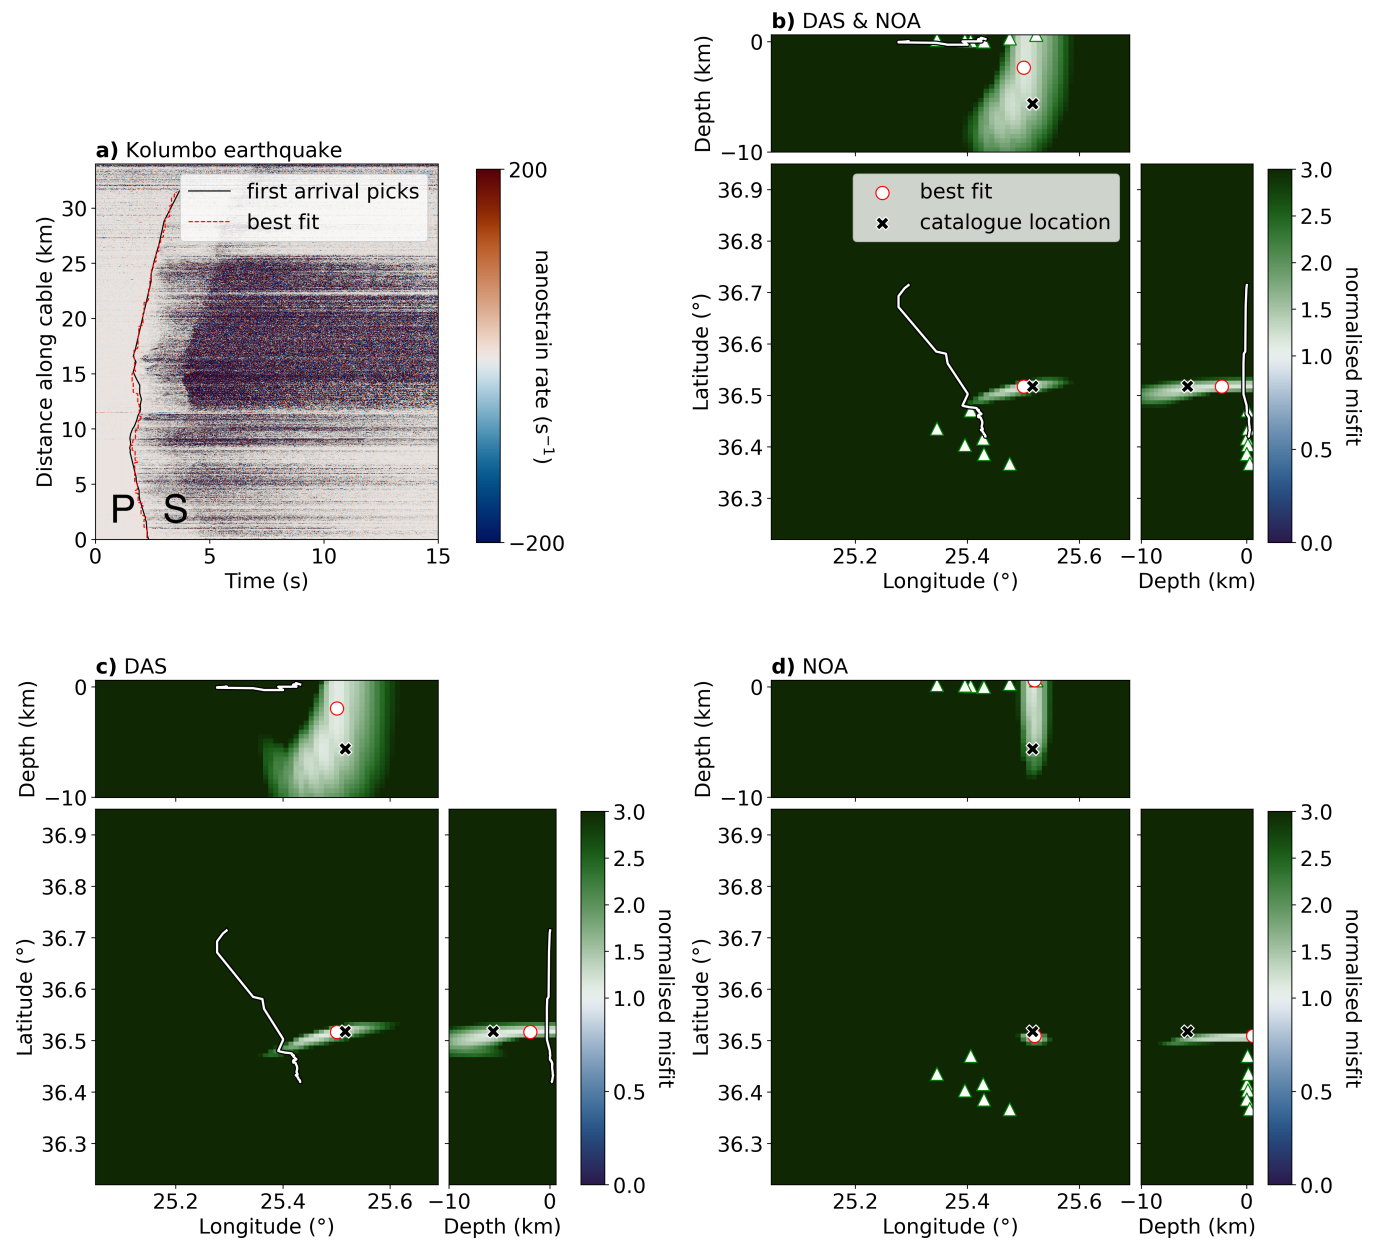 a) Kolumbo earthquake
first arrival picks
best fit
P S
30
25
20
15
10
5
0
Distance along cable (km)
0 5 10 15
Time (s)
200
−200
nanostrain rate (s−1)
b) DAS & NOA
0
−10
Depth (km)
best fit
catalogue location
36.9
36.8
36.7
36.6
36.5
36.4
36.3
Latitude (°)
25.2 25.4 25.6
Longitude (°)
−10 0
Depth (km)
3.0
2.5
2.0
1.5
1.0
0.5
0.0
normalised misfit
c) DAS
0
−10
Depth (km)
36.9
36.8
36.7
36.6
36.5
36.4
36.3
Latitude (°)
25.2 25.4 25.6
Longitude (°)
−10 0
Depth (km)
3.0
2.5
2.0
1.5
1.0
0.5
0.0
normalised misfit
d) NOA
0
−10
Depth (km)
36.9
36.8
36.7
36.6
36.5
36.4
36.3
Latitude (°)
25.2 25.4 25.6
Longitude (°)
−10 0
Depth (km)
3.0
2.5
2.0
1.5
1.0
0.5
0.0
normalised misfit